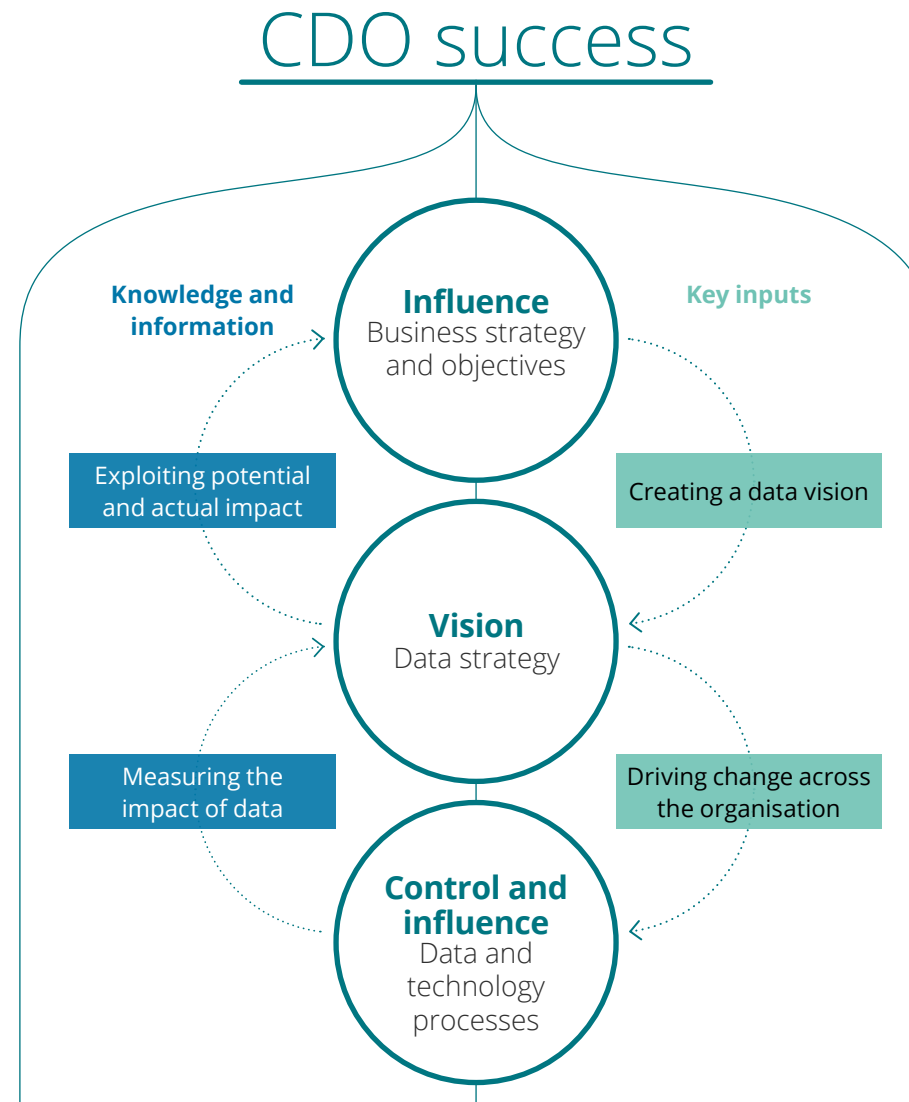 CDO success
Knowledge and
information
Influence
Business strategy
and objectives
Key inputs
Exploiting potential
and actual impact
Creating a data vision
Vision
Data strategy
Measuring the
impact of data
Driving change across
the organisation
Control and
influence
Data and
technology
processes